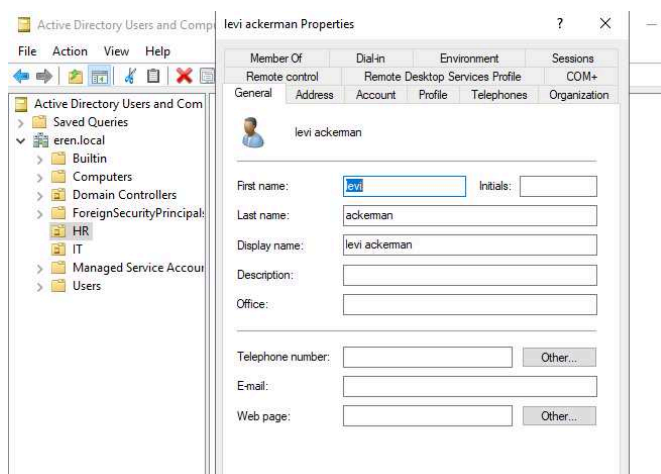 Active Directory Users and Comp
File Action View Help
Active Directory Users and Com
Saved Queries
eren.local
Builtin
Computers
Domain Controllers
ForeignSecurityPrincipals
HR
IT
Managed Service Accour
Users
levi ackerman Properties
Member Of Dial-in Environment Sessions
Remote control Remote Desktop Services Profile COM+
General Address Account Profile Telephones Organization
levi ackerman
First name: levi Initials:
Last name: ackerman
Display name: levi ackerman
Description:
Office:
Telephone number: Other...
E-mail:
Web page: Other...